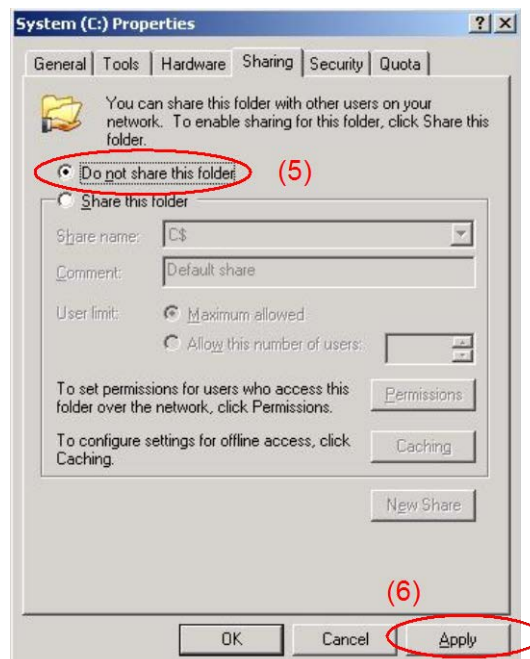 System (C:) Properties
? X
General Tools Hardware Sharing Security Quota
You can share this folder with other users on your
network. To enable sharing for this folder, click Share this
folder.
Do not share this folder (5)
Share this folder
Share name: C$
Comment: Default share
User limit: Maximum allowed
Allow this number of users:
To set permissions for users who access this
folder over the network, click Permissions.
Permissions
To configure settings for offline access, click
Caching.
Caching
New Share
(6)
OK Cancel Apply